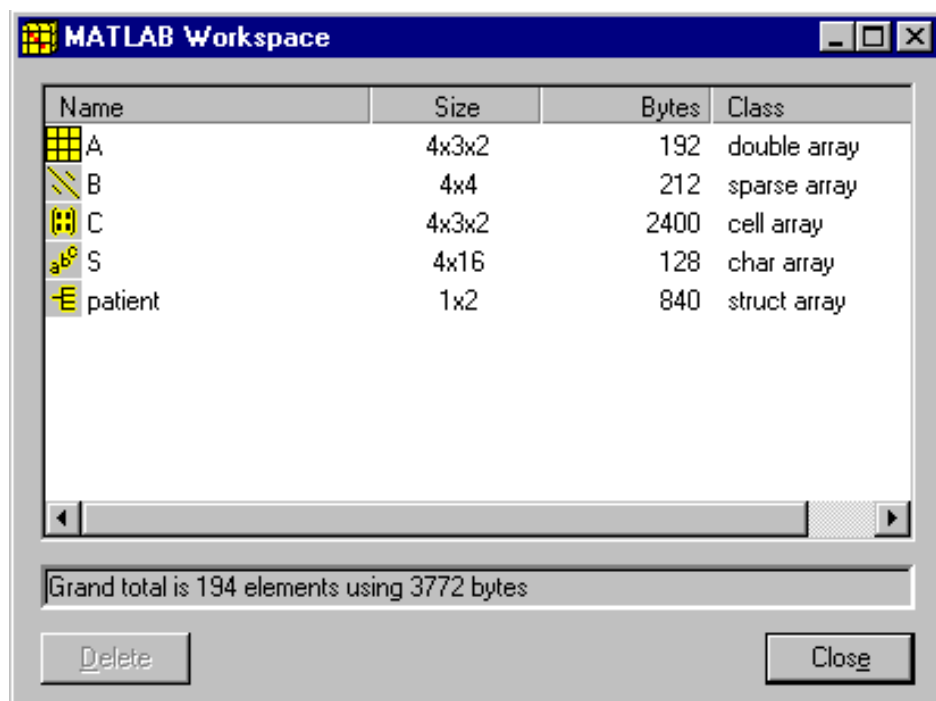 MATLAB Workspace
Name Size Bytes Class
A 4x3x2 192 double array
B 4x4 212 sparse array
C 4x3x2 2400 cell array
S 4x16 128 char array
patient 1x2 840 struct array
Grand total is 194 elements using 3772 bytes
Delete Close